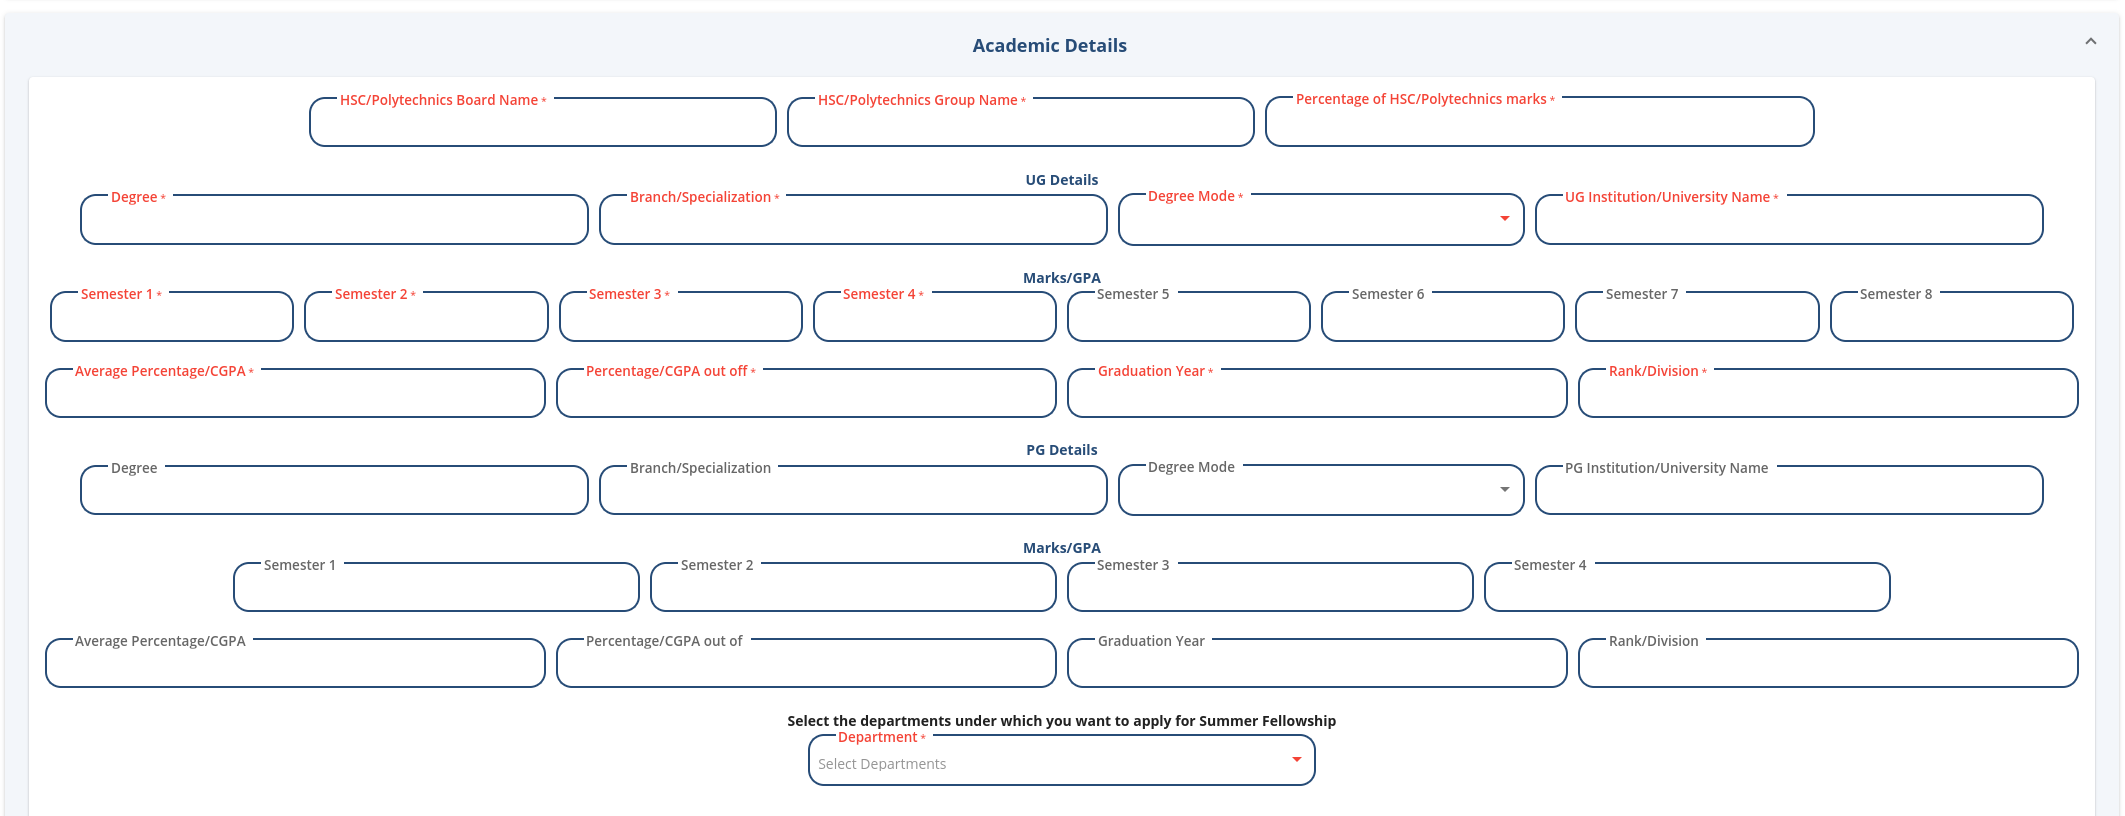 Academic Details
HSC/Polytechnics Board Name * HSC/Polytechnics Group Name * Percentage of HSC/Polytechnics marks *
UG Details
Degree * Branch/Specialization * Degree Mode * UG Institution/University Name *
Marks/GPA
Semester 1 * Semester 2 * Semester 3 * Semester 4 * Semester 5 Semester 6 Semester 7 Semester 8
Average Percentage/CGPA * Percentage/CGPA out off * Graduation Year * Rank/Division *
PG Details
Degree Branch/Specialization Degree Mode PG Institution/University Name
Marks/GPA
Semester 1 Semester 2 Semester 3 Semester 4
Average Percentage/CGPA Percentage/CGPA out of Graduation Year Rank/Division
Select the departments under which you want to apply for Summer Fellowship
Department *
Select Departments